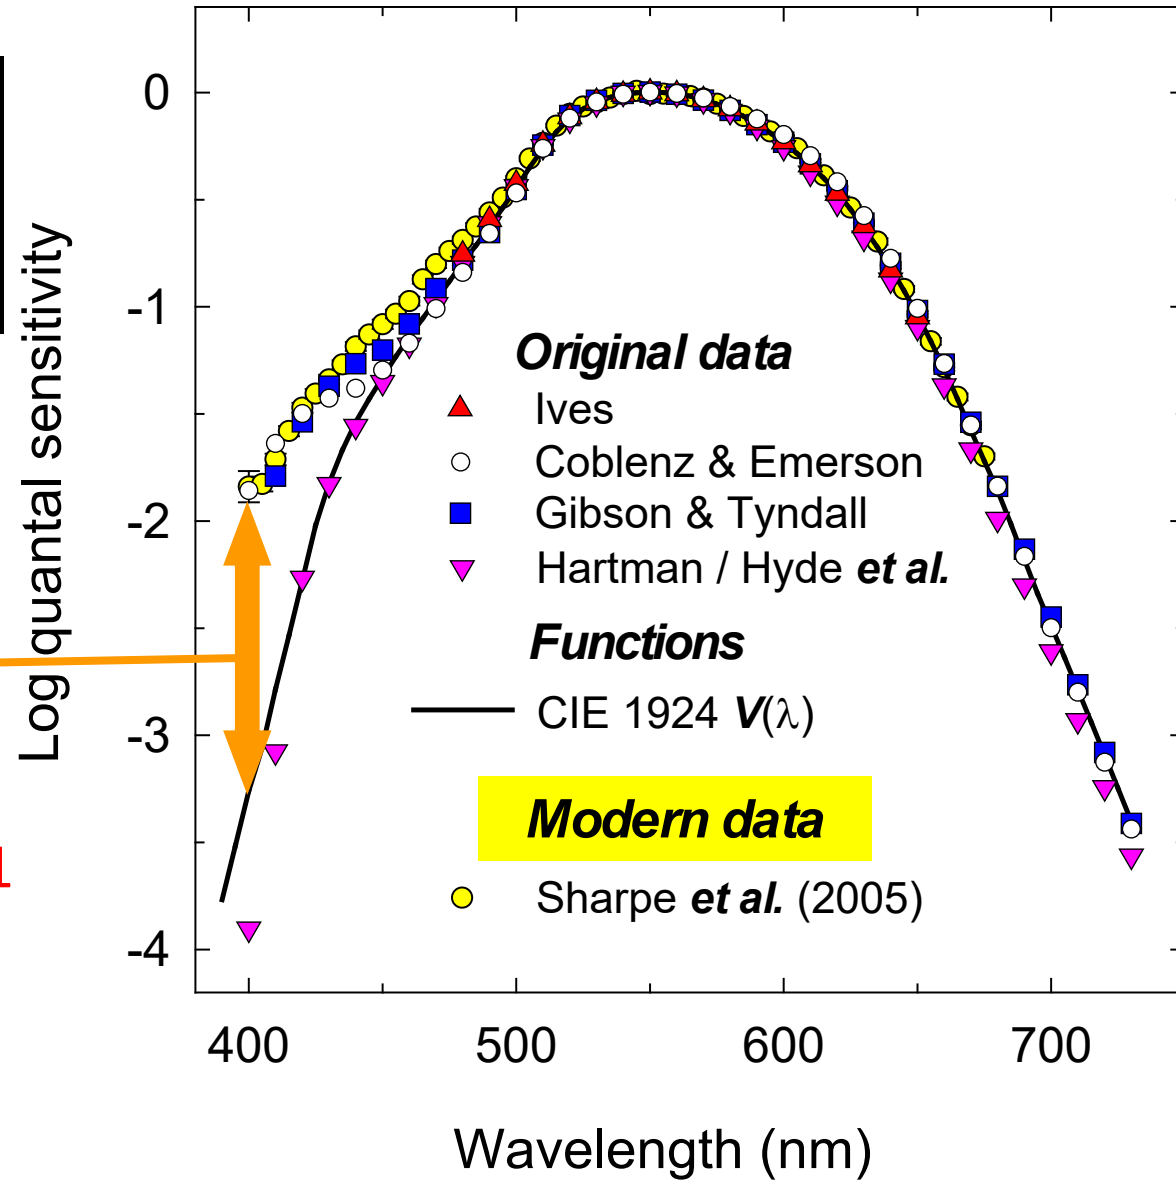 Log quantal sensitivity
0
-1
-2
-3
-4
Original data
Ives
Coblenz & Emerson
Gibson & Tyndall
Hartman / Hyde et al.
Functions
CIE 1924 V(λ)
Modern data
Sharpe et al. (2005)
400 500 600 700
Wavelength (nm)